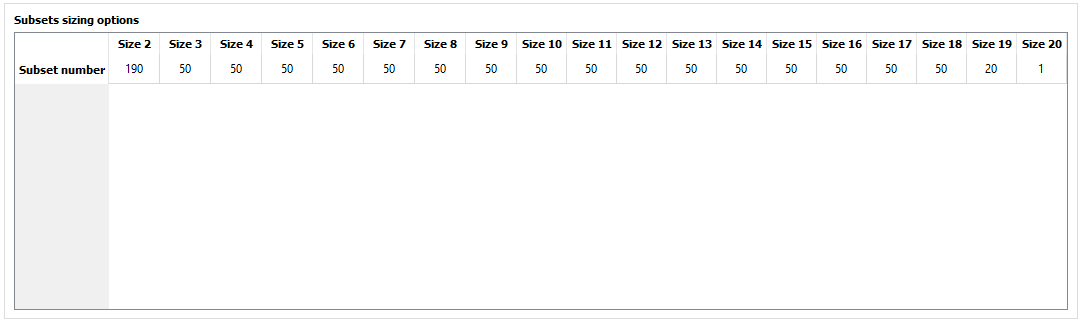 Subsets sizing options
Size 2 Size 3 Size 4 Size 5 Size 6 Size 7 Size 8 Size 9 Size 10 Size 11 Size 12 Size 13 Size 14 Size 15 Size 16 Size 17 Size 18 Size 19 Size 20
Subset number 190 50 50 50 50 50 50 50 50 50 50 50 50 50 50 50 50 20 1